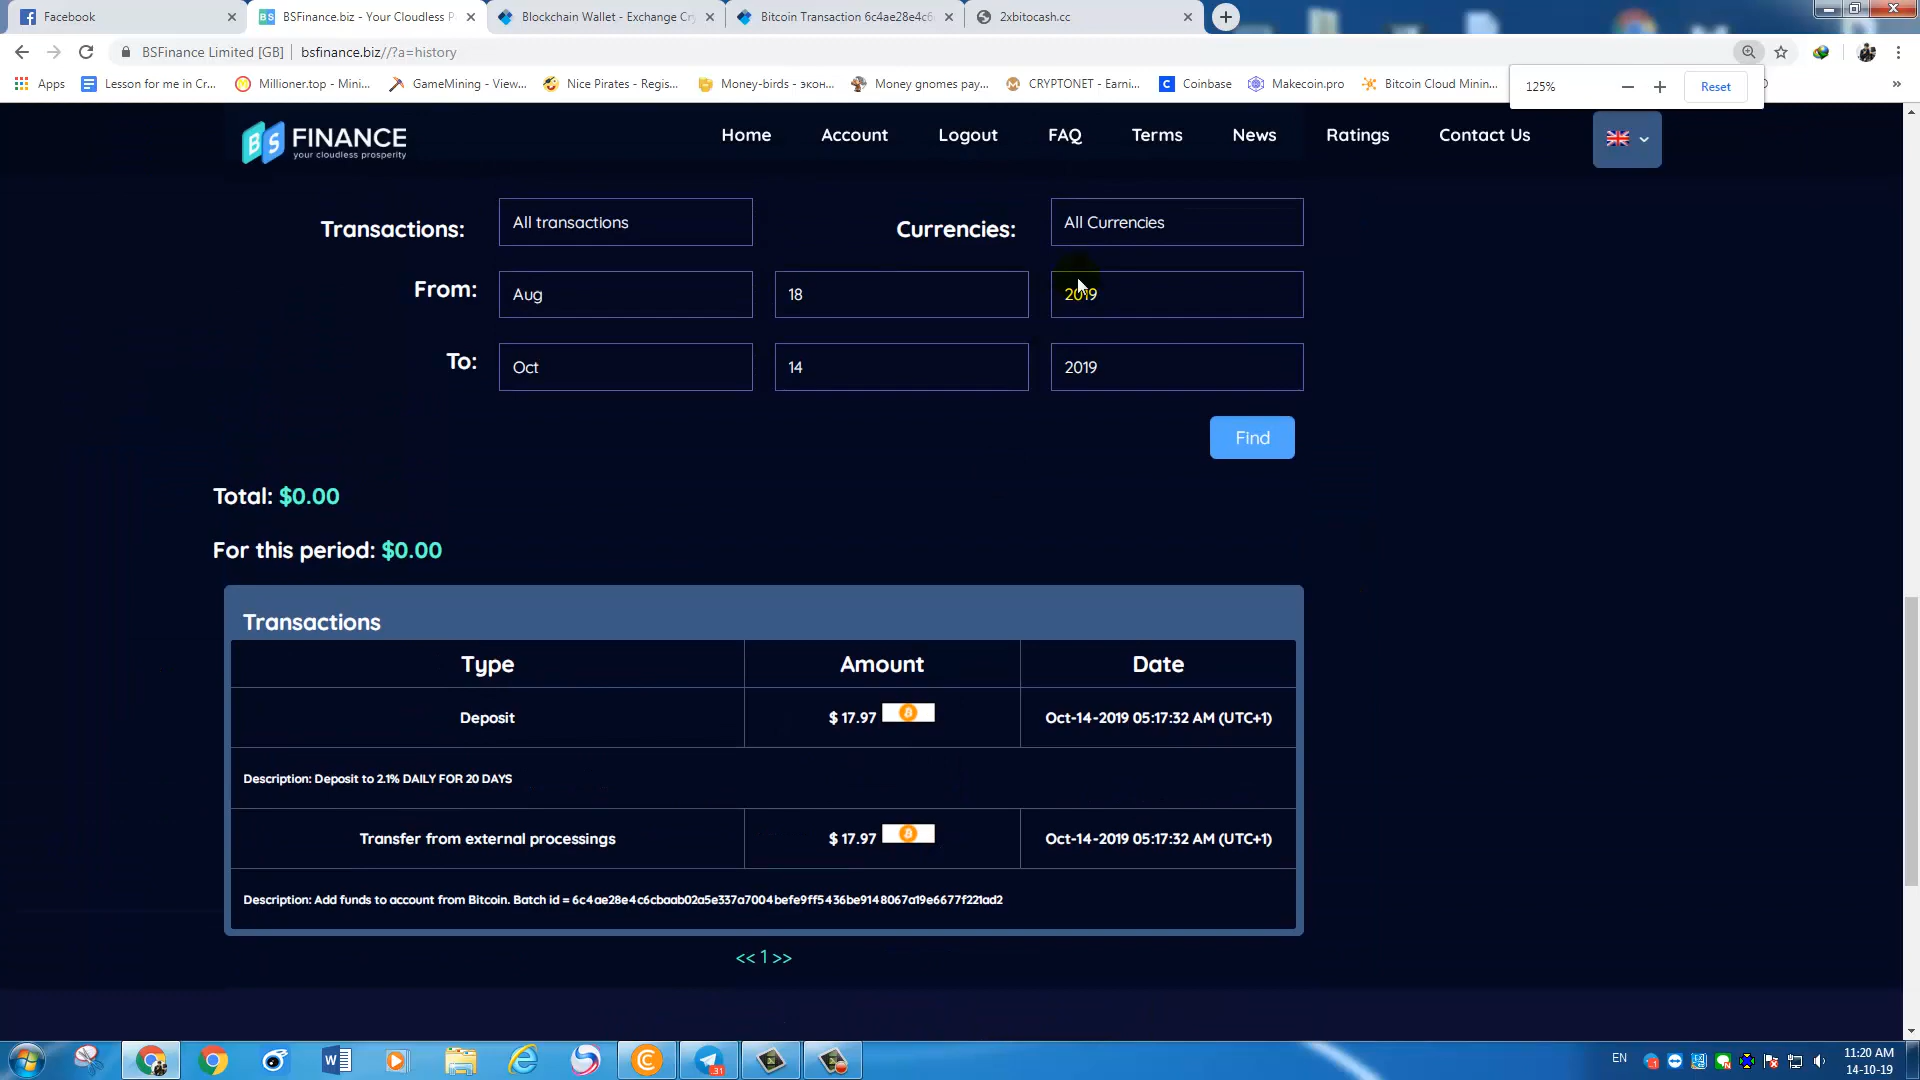 Facebook
BSFinance.biz - Your Cloudless P
Blockchain Wallet - Exchange Cr
Bitcoin Transaction 6c4ae28e4c6
2xbitocash.cc
BSFinance Limited [GB] | bsfinance.biz//?a=history
Apps
Lesson for me in Cr...
Millioner.top - Mini...
GameMining - View...
Nice Pirates - Regis...
Money-birds - экон...
Money gnomes pay...
CRYPTONET - Earni...
Coinbase
Makecoin.pro
Bitcoin Cloud Minin...
»
125%
Reset
BS FINANCE
your cloudless prosperity
Home
Account
Logout
FAQ
Terms
News
Ratings
Contact Us
Transactions:
All transactions
Currencies:
All Currencies
From:
Aug
18
2019
To:
Oct
14
2019
Find
Total: $0.00
For this period: $0.00
Transactions
Type
Amount
Date
Deposit
$ 17.97
Oct-14-2019 05:17:32 AM (UTC+1)
Description: Deposit to 2.1% DAILY FOR 20 DAYS
Transfer from external processings
$ 17.97
Oct-14-2019 05:17:32 AM (UTC+1)
Description: Add funds to account from Bitcoin. Batch id = 6c4ae28e4c6cbaab02a5e337a7004befe9ff5436be9148067a19e6677f221ad2
<< 1 >>
31
EN
11:20 AM
14-10-19